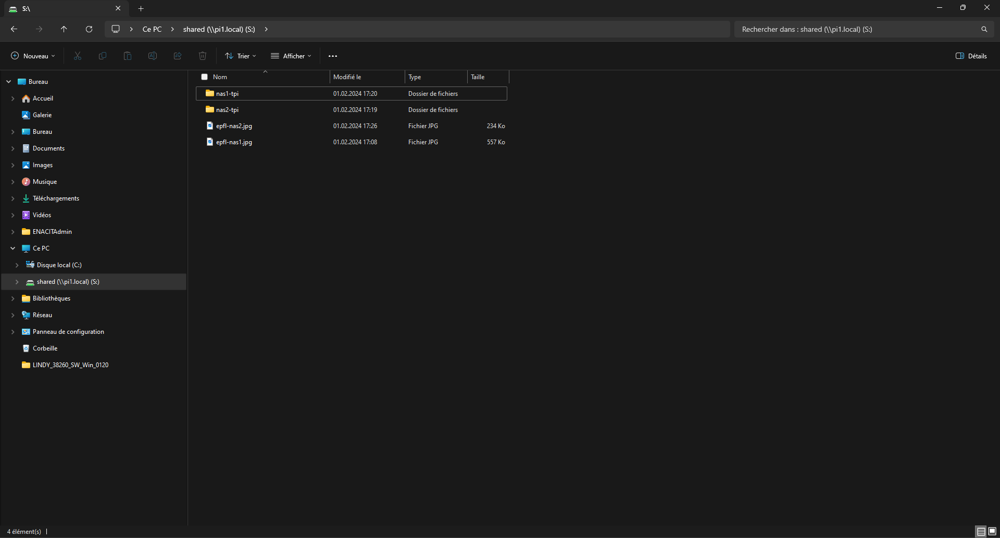 S:\
Ce PC shared (\\pi1.local) (S:)
Rechercher dans : shared (\\pi1.local) (S:)
Nouveau Trier Afficher Détails
Nom Modifié le Type Taille
nas1-tpi 01.02.2024 17:20 Dossier de fichiers
nas2-tpi 01.02.2024 17:19 Dossier de fichiers
epfl-nas2.jpg 01.02.2024 17:26 Fichier JPG 234 Ko
epfl-nas1.jpg 01.02.2024 17:08 Fichier JPG 557 Ko
Bureau
Accueil
Galerie
Bureau
Documents
Images
Musique
Téléchargements
Vidéos
ENACITAdmin
Ce PC
Disque local (C:)
shared (\\pi1.local) (S:)
Bibliothèques
Réseau
Panneau de configuration
Corbeille
LINDY_38260_SW_Win_0120
4 élément(s)